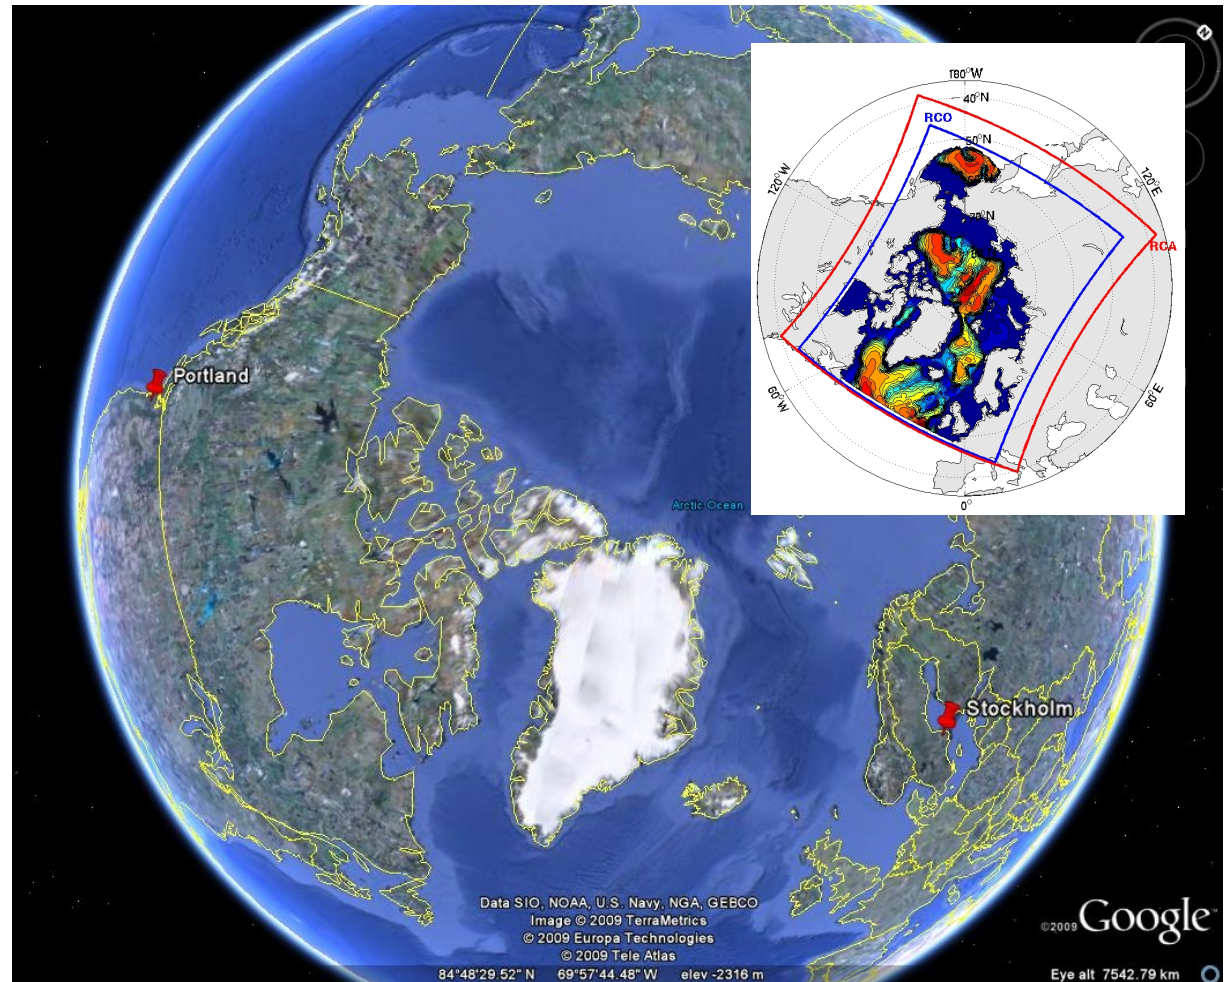 180°W
40°N
RCO
50°N
120°W
120°E
70°N
RCA
60°W
60°E
0°
Portland
Arctic Ocean
Stockholm
Data SIO, NOAA, U.S. Navy, NGA, GEBCO
Image © 2009 TerraMetrics
© 2009 Europa Technologies
© 2009 Tele Atlas
©2009 Google
84°48'29.52" N 69°57'44.48" W elev -2316 m
Eye alt 7542.79 km